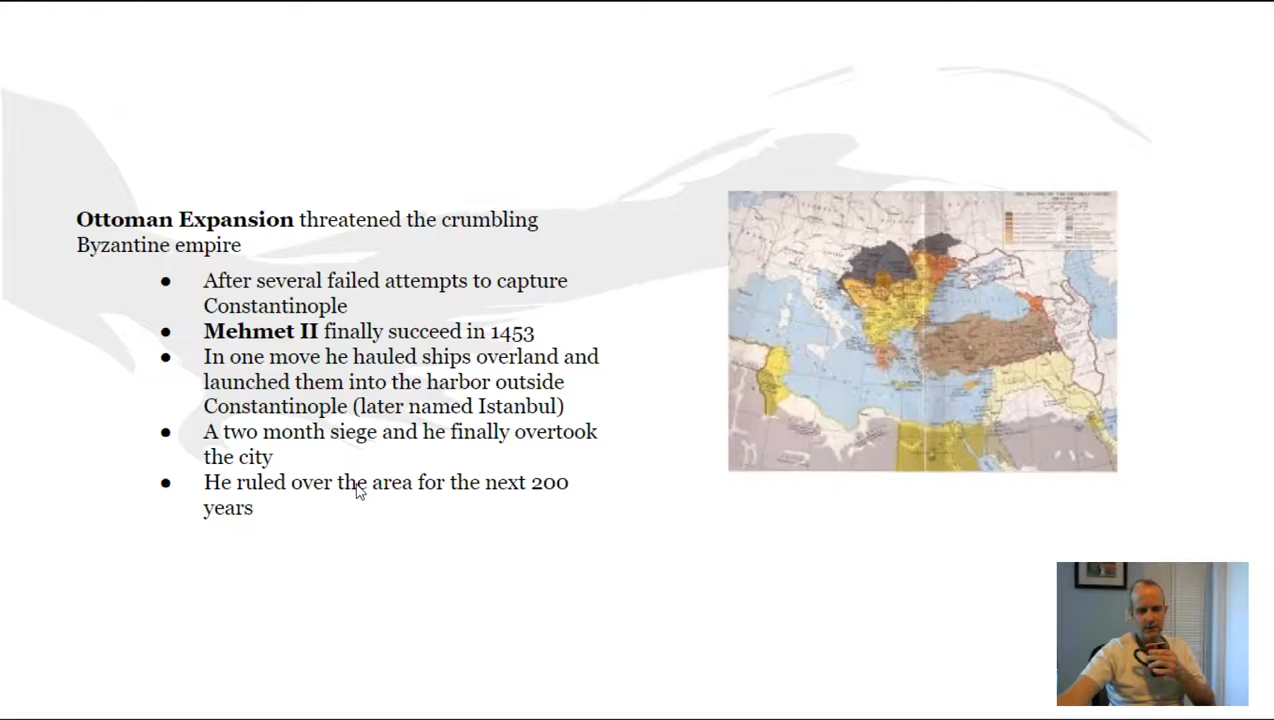 Ottoman Expansion threatened the crumbling
Byzantine empire
● After several failed attempts to capture
Constantinople
● Mehmet II finally succeed in 1453
● In one move he hauled ships overland and
launched them into the harbor outside
Constantinople (later named Istanbul)
● A two month siege and he finally overtook
the city
● He ruled over the area for the next 200
years